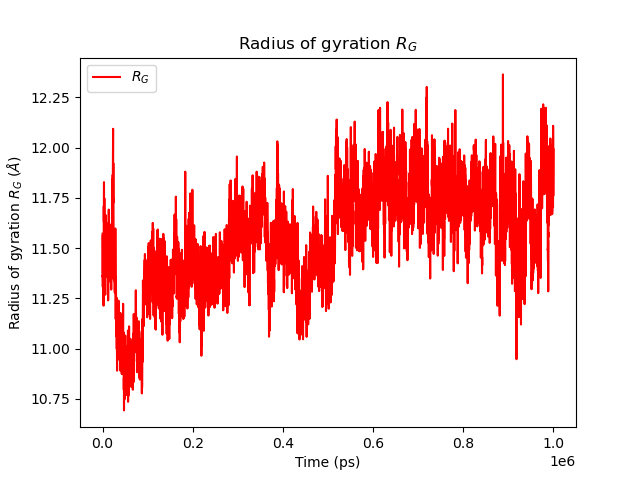 Radius of gyration R_G
R_G
12.25
12.00
11.75
11.50
11.25
11.00
10.75
Radius of gyration R_G (Å)
0.0 0.2 0.4 0.6 0.8 1.0
1e6
Time (ps)